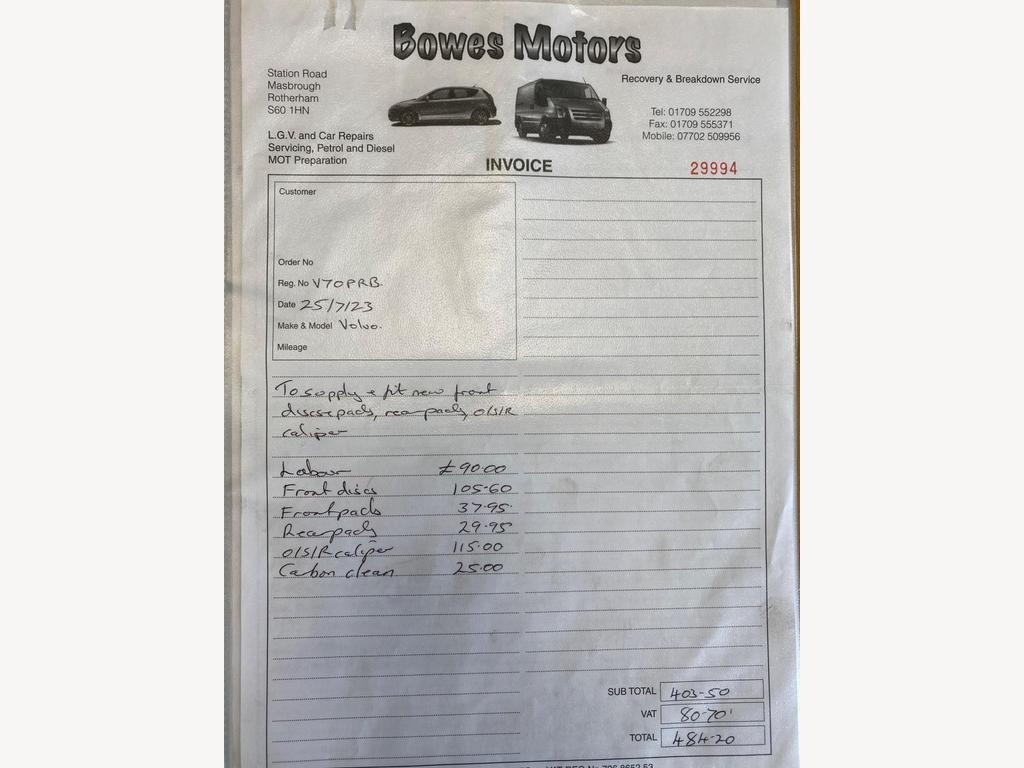 Bowes Motors
Station Road
Masbrough
Rotherham
S60 1HN
Recovery & Breakdown Service
Tel: 01709 552298
Fax: 01709 555371
Mobile: 07702 509956
L.G.V. and Car Repairs
Servicing, Petrol and Diesel
MOT Preparation
INVOICE
29994
Customer
Order No
Reg. No V70PRB.
Date 25/7/23
Make & Model Volvo.
Mileage
To supply & fit new front
discs & pads, rear pads, O/S/R
caliper
Labour £90.00
Front discs 105-60
Front pads 37.95
Rear pads 29.95
O/S/R caliper 115.00
Carbon clean 25.00
SUB TOTAL 403-50
VAT 80-70
TOTAL 484-20